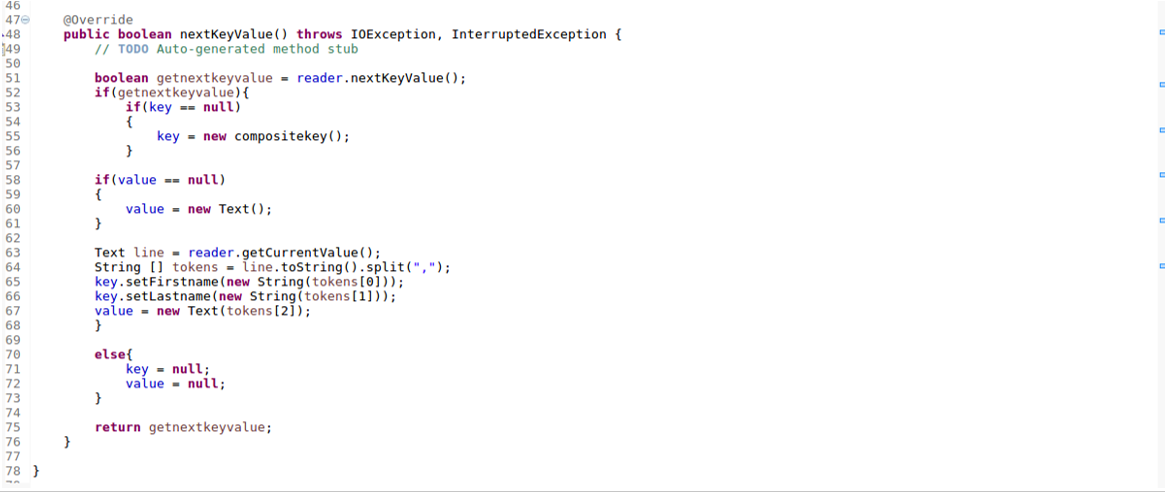 46
47 @Override
48 public boolean nextKeyValue() throws IOException, InterruptedException {
49 // TODO Auto-generated method stub
50
51 boolean getnextkeyvalue = reader.nextKeyValue();
52 if(getnextkeyvalue){
53 if(key == null)
54 {
55 key = new compositekey();
56 }
57
58 if(value == null)
59 {
60 value = new Text();
61 }
62
63 Text line = reader.getCurrentValue();
64 String [] tokens = line.toString().split(",");
65 key.setFirstname(new String(tokens[0]));
66 key.setLastname(new String(tokens[1]));
67 value = new Text(tokens[2]);
68 }
69
70 else{
71 key = null;
72 value = null;
73 }
74
75 return getnextkeyvalue;
76 }
77
78 }